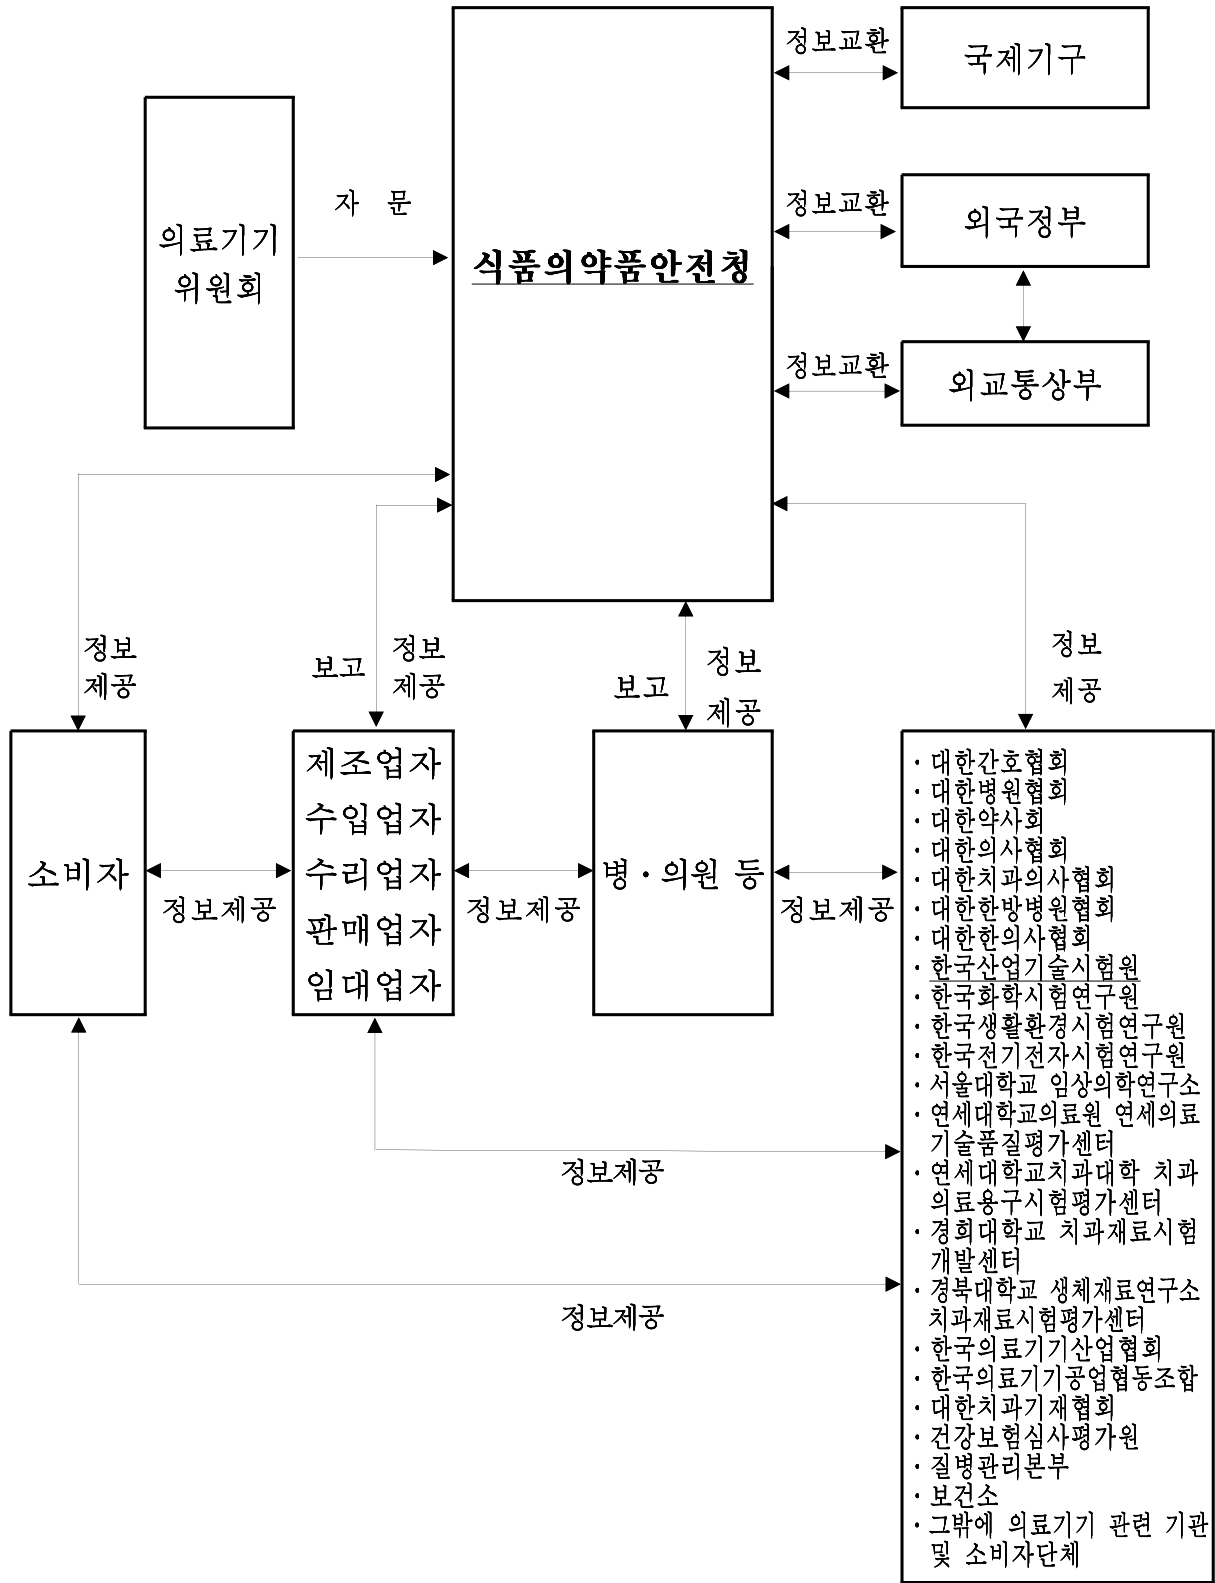 정보교환
국제기구
자 문
정보교환
외국정부
의료기기
위원회
식품의약품안전청
정보교환
외교통상부
정보
제공
보고
정보
제공
보고
정보
제공
정보
제공
소비자
정보제공
제조업자
수입업자
수리업자
판매업자
임대업자
정보제공
병·의원 등
정보제공
· 대한간호협회
· 대한병원협회
· 대한약사회
· 대한의사협회
· 대한치과의사협회
· 대한한방병원협회
· 대한한의사협회
· 한국산업기술시험원
· 한국화학시험연구원
· 한국생활환경시험연구원
· 한국전기전자시험연구원
· 서울대학교 임상의학연구소
· 연세대학교의료원 연세의료
기술품질평가센터
· 연세대학교치과대학 치과
의료용구시험평가센터
· 경희대학교 치과재료시험
개발센터
· 경북대학교 생체재료연구소
치과재료시험평가센터
· 한국의료기기산업협회
· 한국의료기기공업협동조합
· 대한치과기재협회
· 건강보험심사평가원
· 질병관리본부
· 보건소
· 그밖에 의료기기 관련 기관
및 소비자단체
정보제공
정보제공